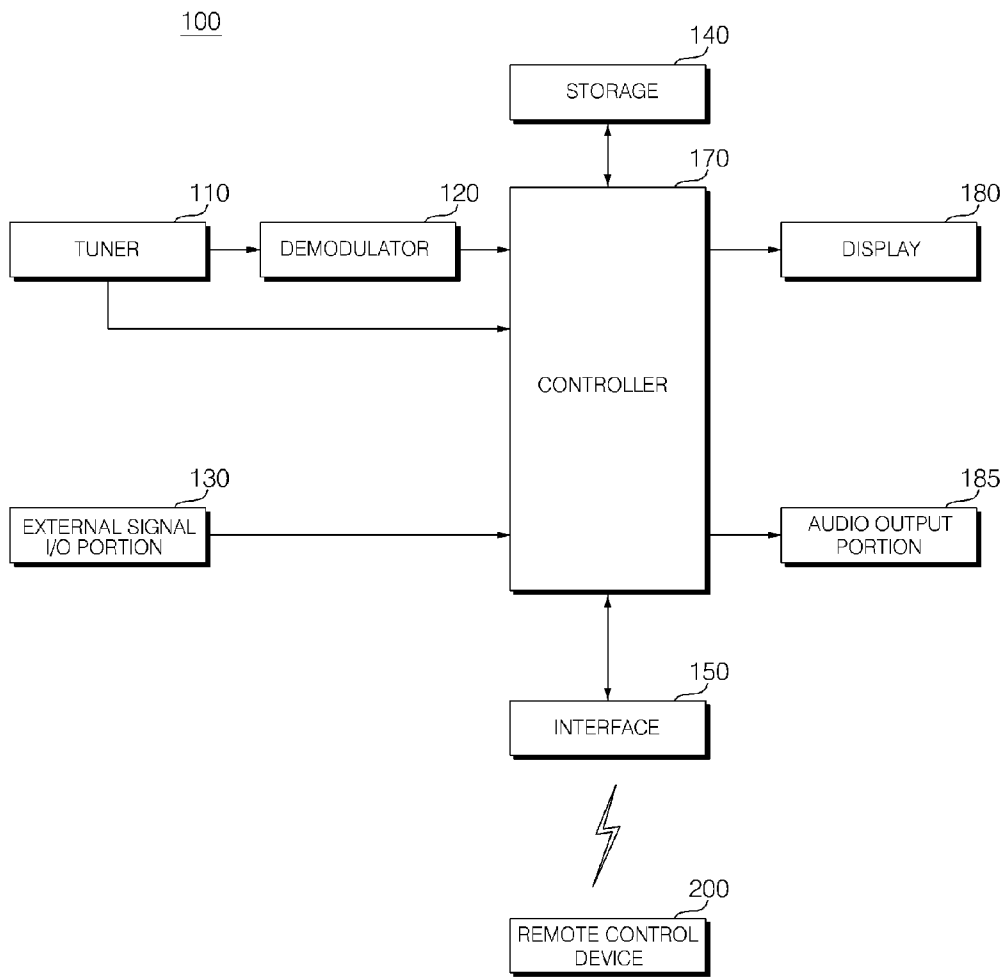 100
140
STORAGE
170
110
120
180
TUNER
DEMODULATOR
DISPLAY
CONTROLLER
130
185
EXTERNAL SIGNAL
I/O PORTION
AUDIO OUTPUT
PORTION
150
INTERFACE
200
REMOTE CONTROL
DEVICE